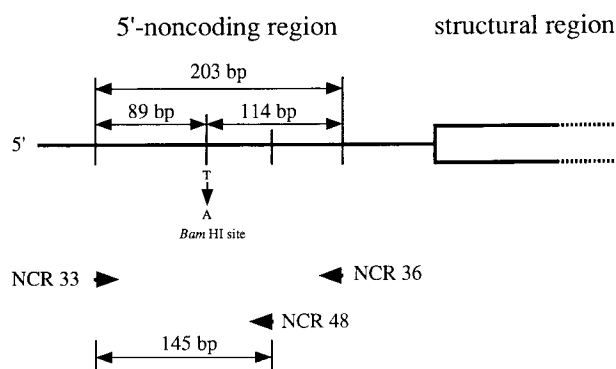 5'-noncoding region structural region
203 bp
89 bp 114 bp
5'
T
A
Bam HI site
NCR 33 NCR 36
NCR 48
145 bp